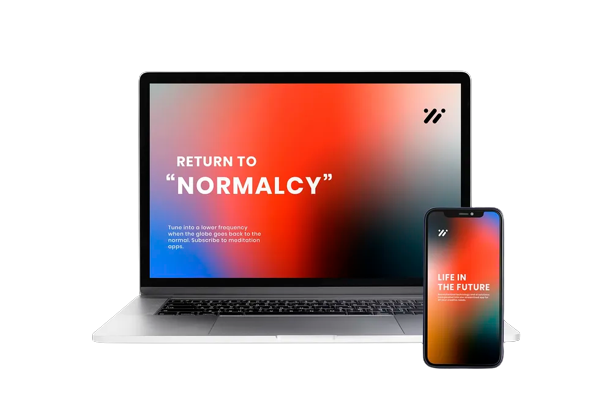 RETURN TO
“NORMALCY”
Tune into a lower frequency
when the globe goes back to the
normal. Subscribe to meditation
apps.
LIFE IN
THE FUTURE